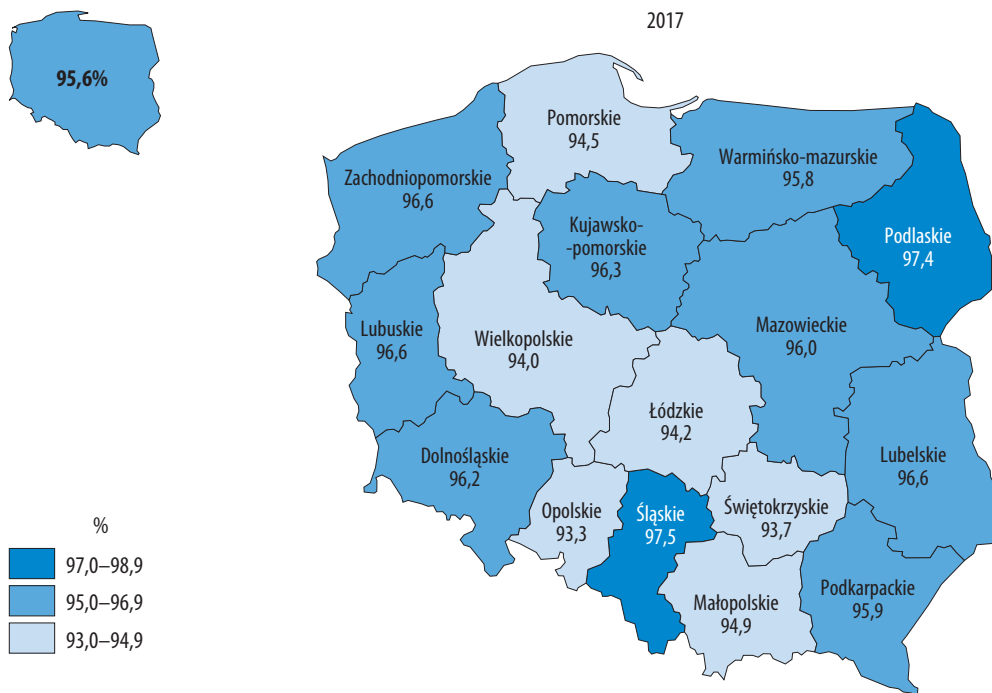 2017
95,6%
Pomorskie
94,5
Warmińsko-mazurskie
95,8
Zachodniopomorskie
96,6
Kujawsko-
-pomorskie
96,3
Podlaskie
97,4
Lubuskie
96,6
Wielkopolskie
94,0
Mazowieckie
96,0
Łódzkie
94,2
Dolnośląskie
96,2
Lubelskie
96,6
Opolskie
93,3
Śląskie
97,5
Świętokrzyskie
93,7
Małopolskie
94,9
Podkarpackie
95,9
%
97,0–98,9
95,0–96,9
93,0–94,9